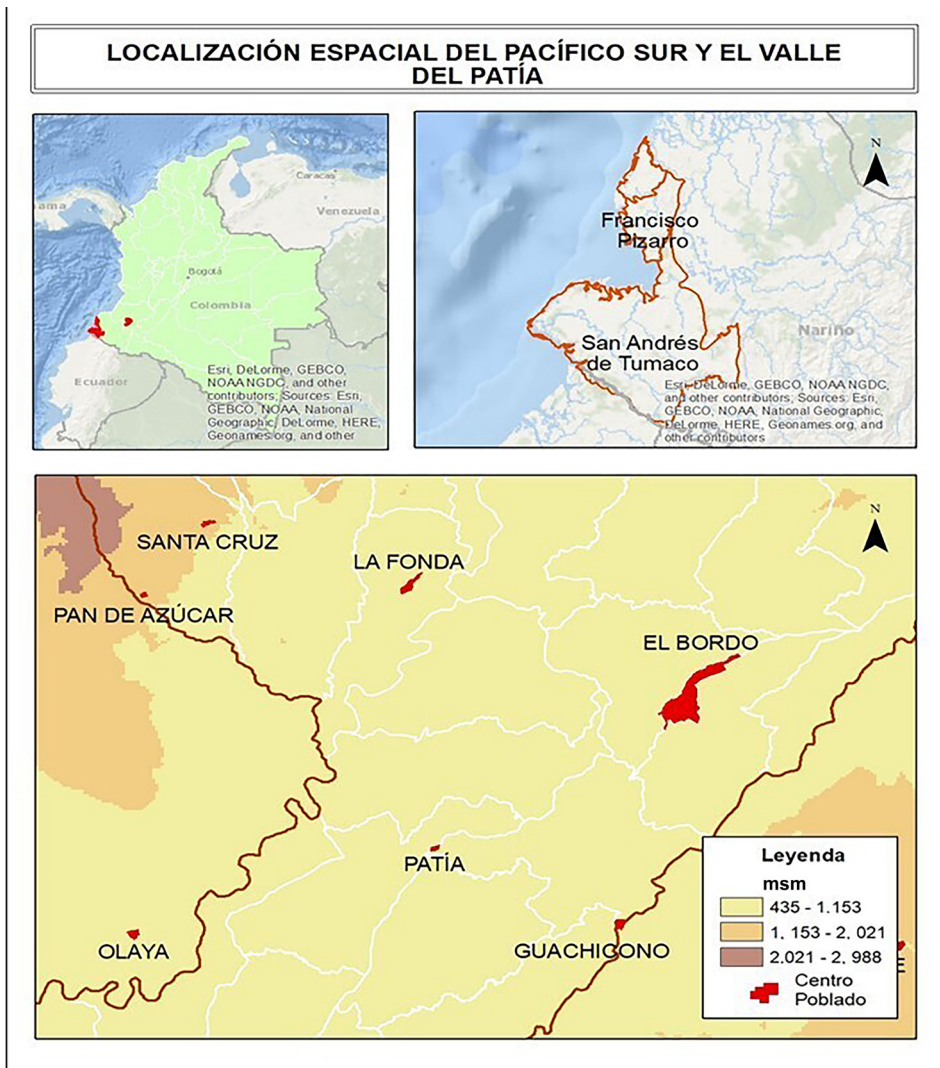 LOCALIZACIÓN ESPACIAL DEL PACÍFICO SUR Y EL VALLE
DEL PATÍA
Caracas
Venezuela
Bogotá
Colombia
Ecuador
Esri, DeLorme, GEBCO,
NOAA NGDC, and other
contributors; Sources: Esri,
GEBCO, NOAA, National
Geographic, DeLorme, HERE,
Geonames.org, and other
N
Francisco
Pizarro
Nariño
San Andrés
de Tumaco
Esri, DeLorme, GEBCO, NOAA NGDC,
and other contributors; Sources: Esri,
GEBCO, NOAA, National Geographic,
DeLorme, HERE, Geonames.org, and
other contributors
N
SANTA CRUZ
LA FONDA
PAN DE AZÚCAR
EL BORDO
PATÍA
OLAYA
GUACHICONO
Leyenda
msm
435 - 1.153
1, 153 - 2, 021
2.021 - 2, 988
Centro
Poblado